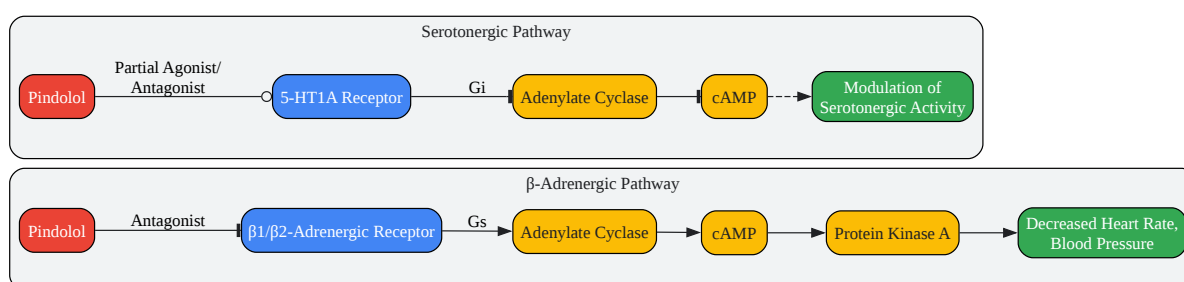 Serotonergic Pathway
Pindolol
Partial Agonist/
Antagonist
5-HT1A Receptor
Gi
Adenylate Cyclase
cAMP
Modulation of
Serotonergic Activity
β-Adrenergic Pathway
Pindolol
Antagonist
β1/β2-Adrenergic Receptor
Gs
Adenylate Cyclase
cAMP
Protein Kinase A
Decreased Heart Rate,
Blood Pressure